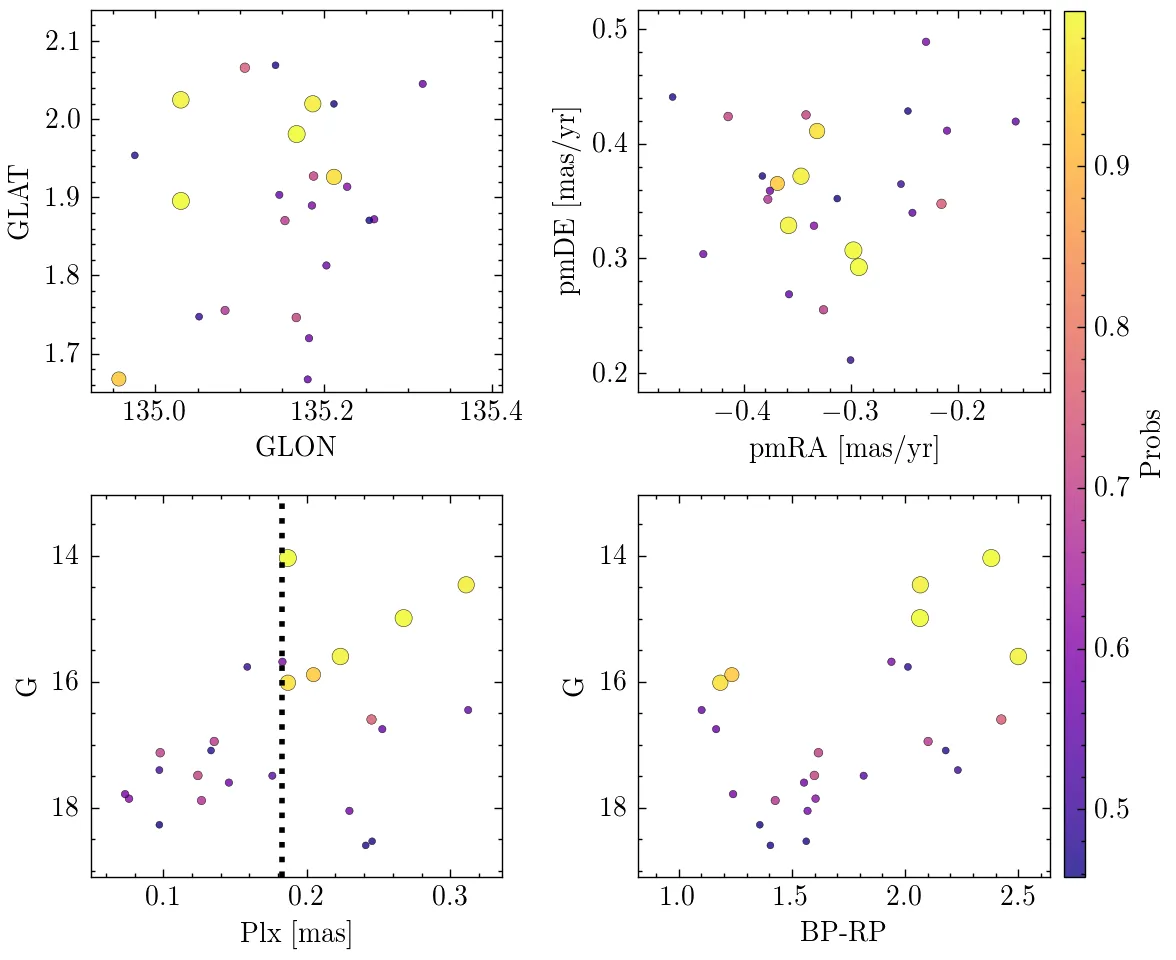 2.1
2.0
1.9
1.8
1.7
GLAT
135.0 135.2 135.4
GLON
0.5
0.4
0.3
0.2
pmDE [mas/yr]
−0.4 −0.3 −0.2
pmRA [mas/yr]
14
16
18
G
0.1 0.2 0.3
Plx [mas]
14
16
18
G
1.0 1.5 2.0 2.5
BP-RP
0.9
0.8
0.7
0.6
0.5
Probs